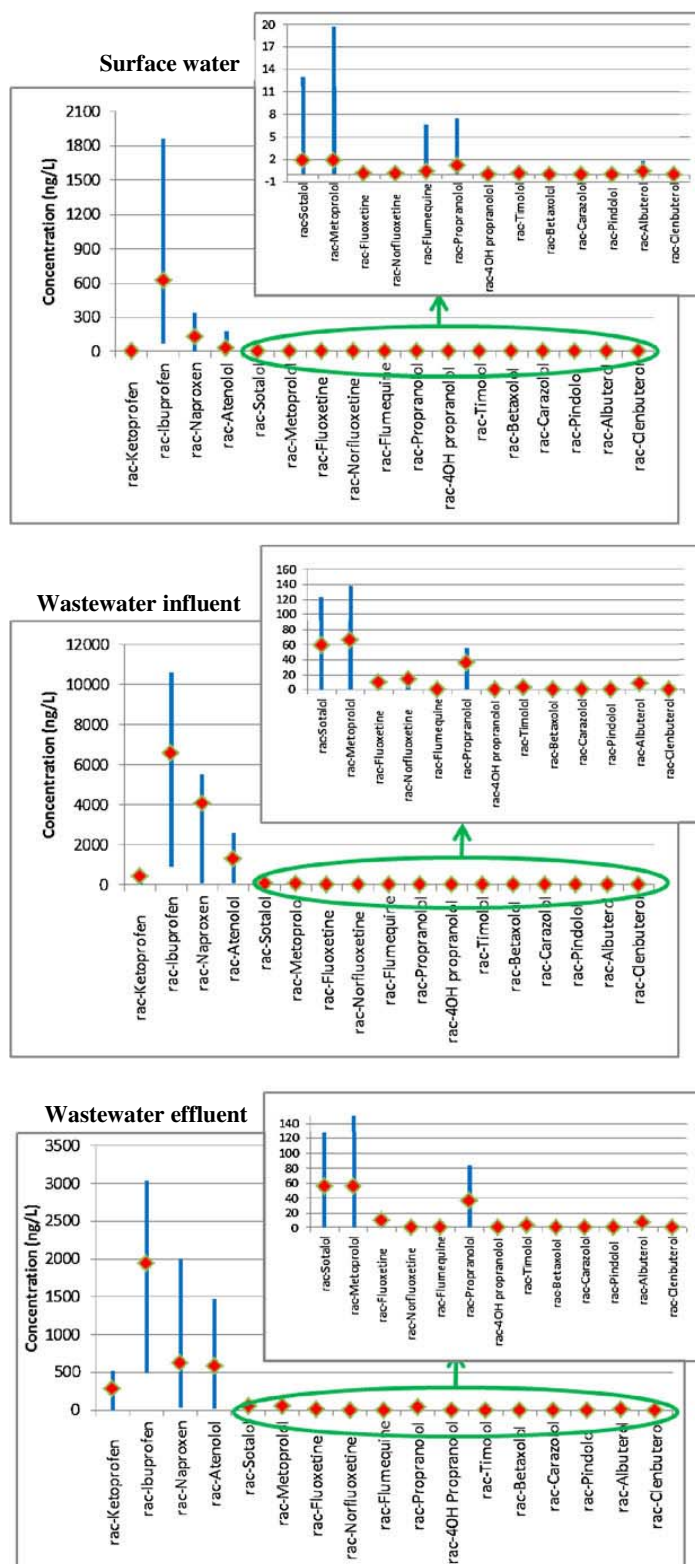 Surface water
20
17
14
11
8
5
2
-1
rac-Sotalol
rac-Metoprolol
rac-Fluoxetine
rac-Norfluoxetine
rac-Flumequine
rac-Propranolol
rac-4OH propranolol
rac-Timolol
rac-Betaxolol
rac-Carazolol
rac-Pindolol
rac-Albuterol
rac-Clenbuterol
Concentration (ng/L)
2100
1800
1500
1200
900
600
300
0
rac-Ketoprofen
rac-Ibuprofen
rac-Naproxen
rac-Atenolol
rac-Sotalol
rac-Metoprolol
rac-Fluoxetine
rac-Norfluoxetine
rac-Flumequine
rac-Propranolol
rac-4OH propranolol
rac-Timolol
rac-Betaxolol
rac-Carazolol
rac-Pindolol
rac-Albuterol
rac-Clenbuterol
Wastewater influent
160
140
120
100
80
60
40
20
0
rac-Sotalol
rac-Metoprolol
rac-Fluoxetine
rac-Norfluoxetine
rac-Flumequine
rac-Propranolol
rac-4OH propranolol
rac-Timolol
rac-Betaxolol
rac-Carazolol
rac-Pindolol
rac-Albuterol
rac-Clenbuterol
Concentration (ng/L)
12000
10000
8000
6000
4000
2000
0
rac-Ketoprofen
rac-Ibuprofen
rac-Naproxen
rac-Atenolol
rac-Sotalol
rac-Metoprolol
rac-Fluoxetine
rac-Norfluoxetine
rac-Flumequine
rac-Propranolol
rac-4OH propranolol
rac-Timolol
rac-Betaxolol
rac-Carazolol
rac-Pindolol
rac-Albuterol
rac-Clenbuterol
Wastewater effluent
140
120
100
80
60
40
20
0
rac-Sotalol
rac-Metoprolol
rac-Fluoxetine
rac-Norfluoxetine
rac-Flumequine
rac-Propranolol
rac-4OH propranolol
rac-Timolol
rac-Betaxolol
rac-Carazolol
rac-Pindolol
rac-Albuterol
rac-Clenbuterol
Concentration (ng/L)
3500
3000
2500
2000
1500
1000
500
0
rac-Ketoprofen
rac-Ibuprofen
rac-Naproxen
rac-Atenolol
rac-Sotalol
rac-Metoprolol
rac-Fluoxetine
rac-Norfluoxetine
rac-Flumequine
rac-Propranolol
rac-4OH Propranolol
rac-Timolol
rac-Betaxolol
rac-Carazolol
rac-Pindolol
rac-Albuterol
rac-Clenbuterol